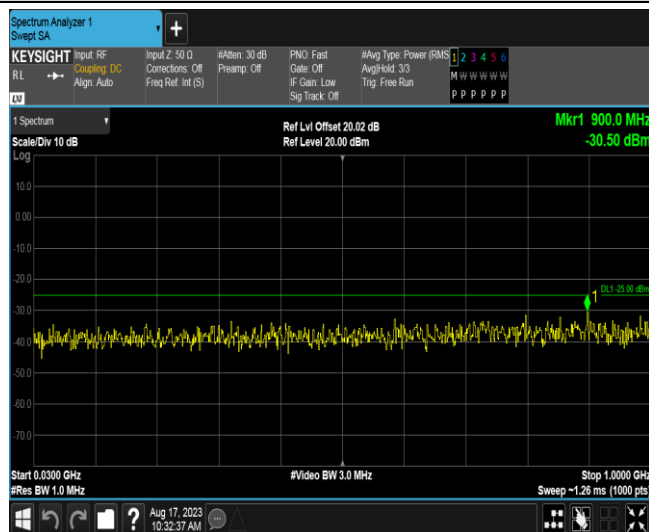 Spectrum Analyzer 1
Swept SA
+
KEYSIGHT
RL
LXI
Input: RF
Coupling: DC
Align: Auto
Input Z: 50 Ω
Corrections: Off
Freq Ref: Int (S)
#Atten: 30 dB
Preamp: Off
PNO: Fast
Gate: Off
IF Gain: Low
Sig Track: Off
#Avg Type: Power (RMS
Avg|Hold: 3/3
Trig: Free Run
1 2 3 4 5 6
M W W W W W
P P P P P P
1 Spectrum
Scale/Div 10 dB
Log
Ref Lvl Offset 20.02 dB
Ref Level 20.00 dBm
Mkr1 900.0 MHz
-30.50 dBm
10.0
0.00
-10.0
-20.0
-30.0
-40.0
-50.0
-60.0
-70.0
DL1 -25.00 dBm
1
Start 0.0300 GHz
#Res BW 1.0 MHz
#Video BW 3.0 MHz
Stop 1.0000 GHz
Sweep ~1.26 ms (1000 pts)
?
Aug 17, 2023
10:32:37 AM